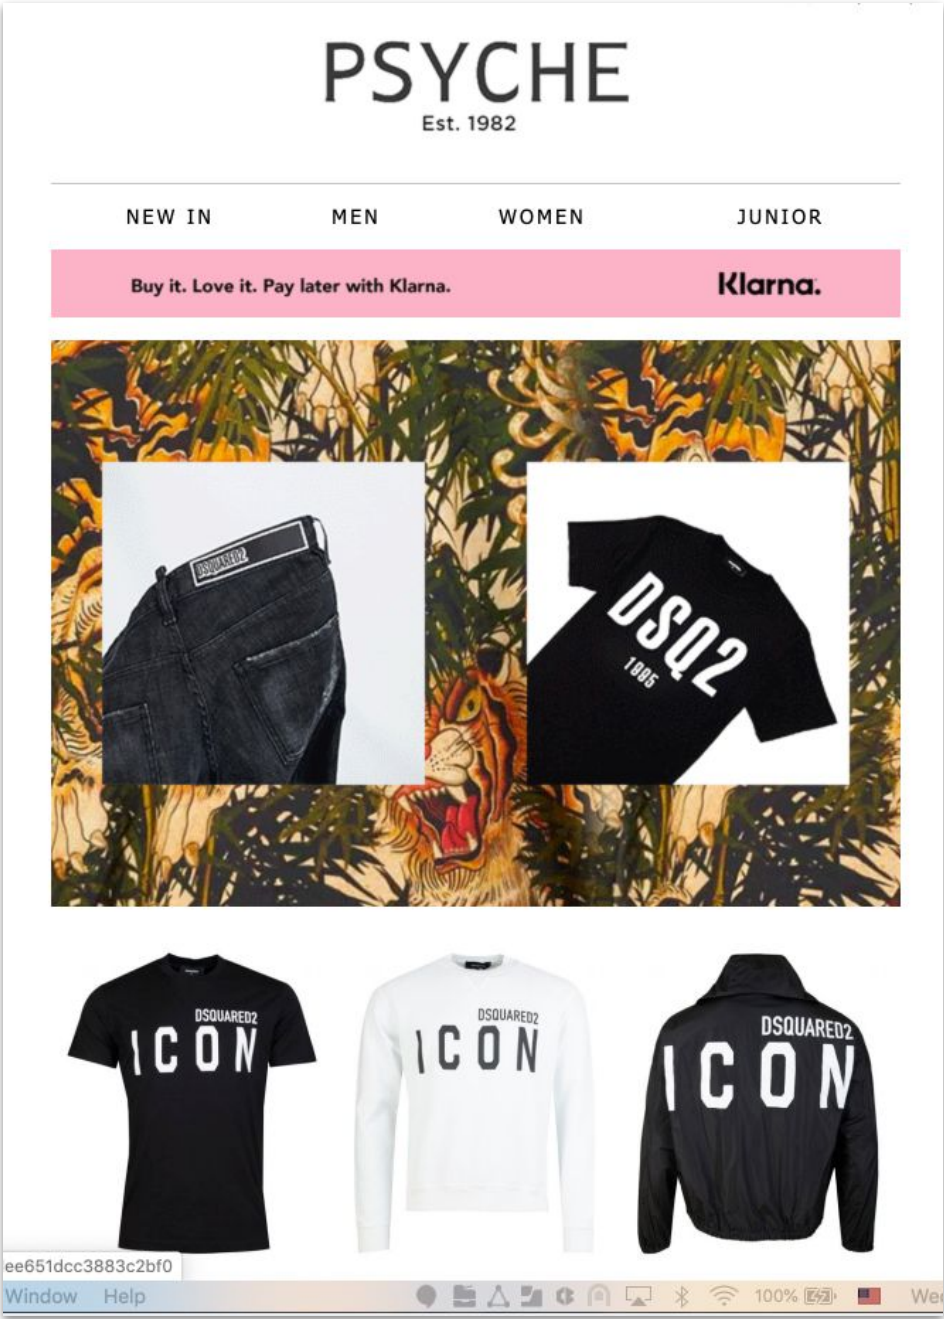 PSYCHE
Est. 1982
NEW IN MEN WOMEN JUNIOR
Buy it. Love it. Pay later with Klarna. Klarna.
DSQUARED2
DSQ2
1995
DSQUARED2
ICON
DSQUARED2
ICON
DSQUARED2
ICON
ee651dcc3883c2bf0
Window Help 100% We